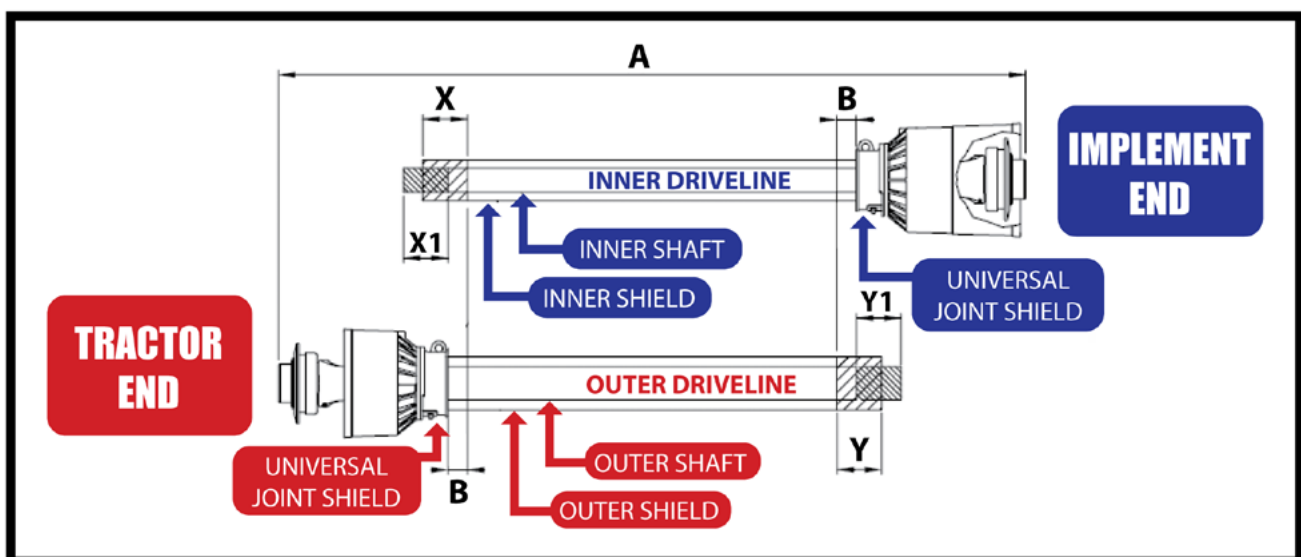 A
X
B
IMPLEMENT
END
INNER DRIVELINE
X1
INNER SHAFT
INNER SHIELD
UNIVERSAL
JOINT SHIELD
Y1
TRACTOR
END
OUTER DRIVELINE
UNIVERSAL
JOINT SHIELD
B
OUTER SHAFT
OUTER SHIELD
Y